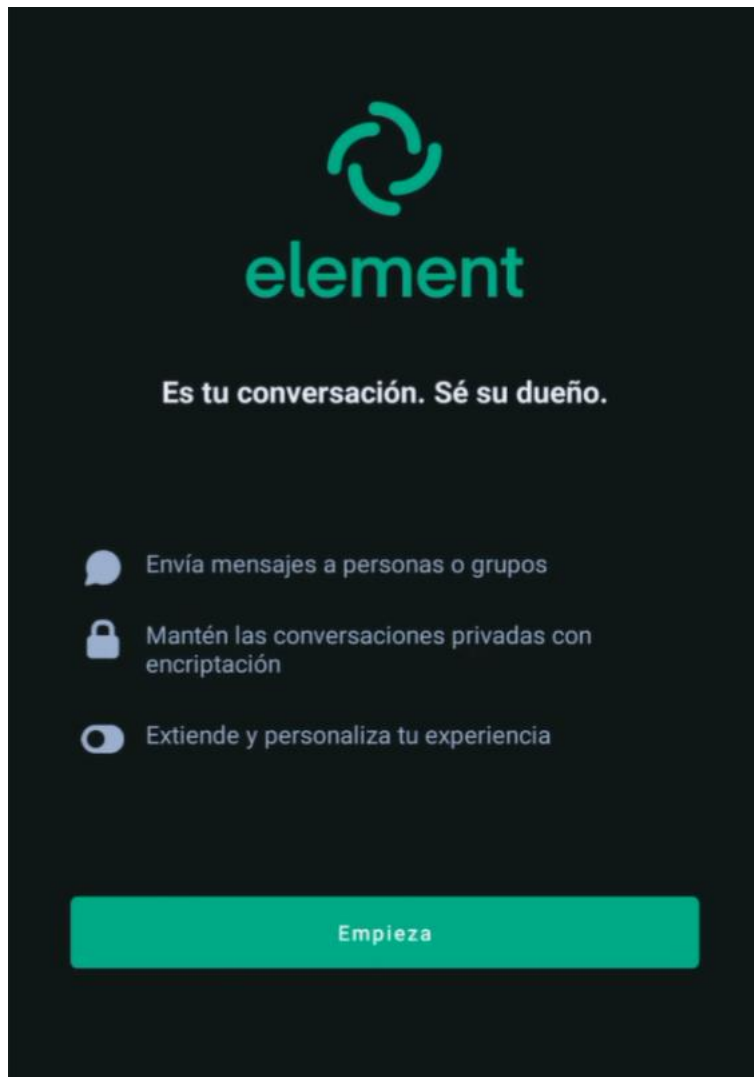 element
Es tu conversación. Sé su dueño.
Envía mensajes a personas o grupos
Mantén las conversaciones privadas con
encriptación
Extiende y personaliza tu experiencia
Empieza